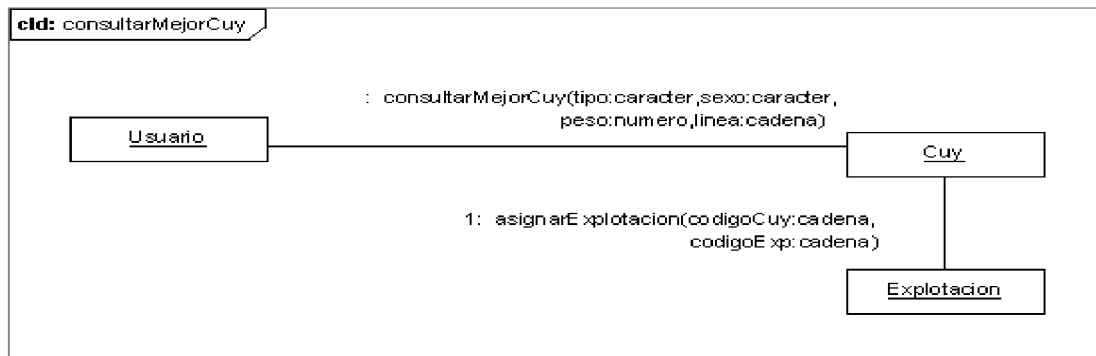 cld: consultarMejorCuy
: consultarMejorCuy(tipo:caracter,sexo:caracter,
peso:numero,linea:cadena)
Usuario
Cuy
1: asignarExplotacion(codigoCuy:cadena,
codigoExp:cadena)
Explotacion